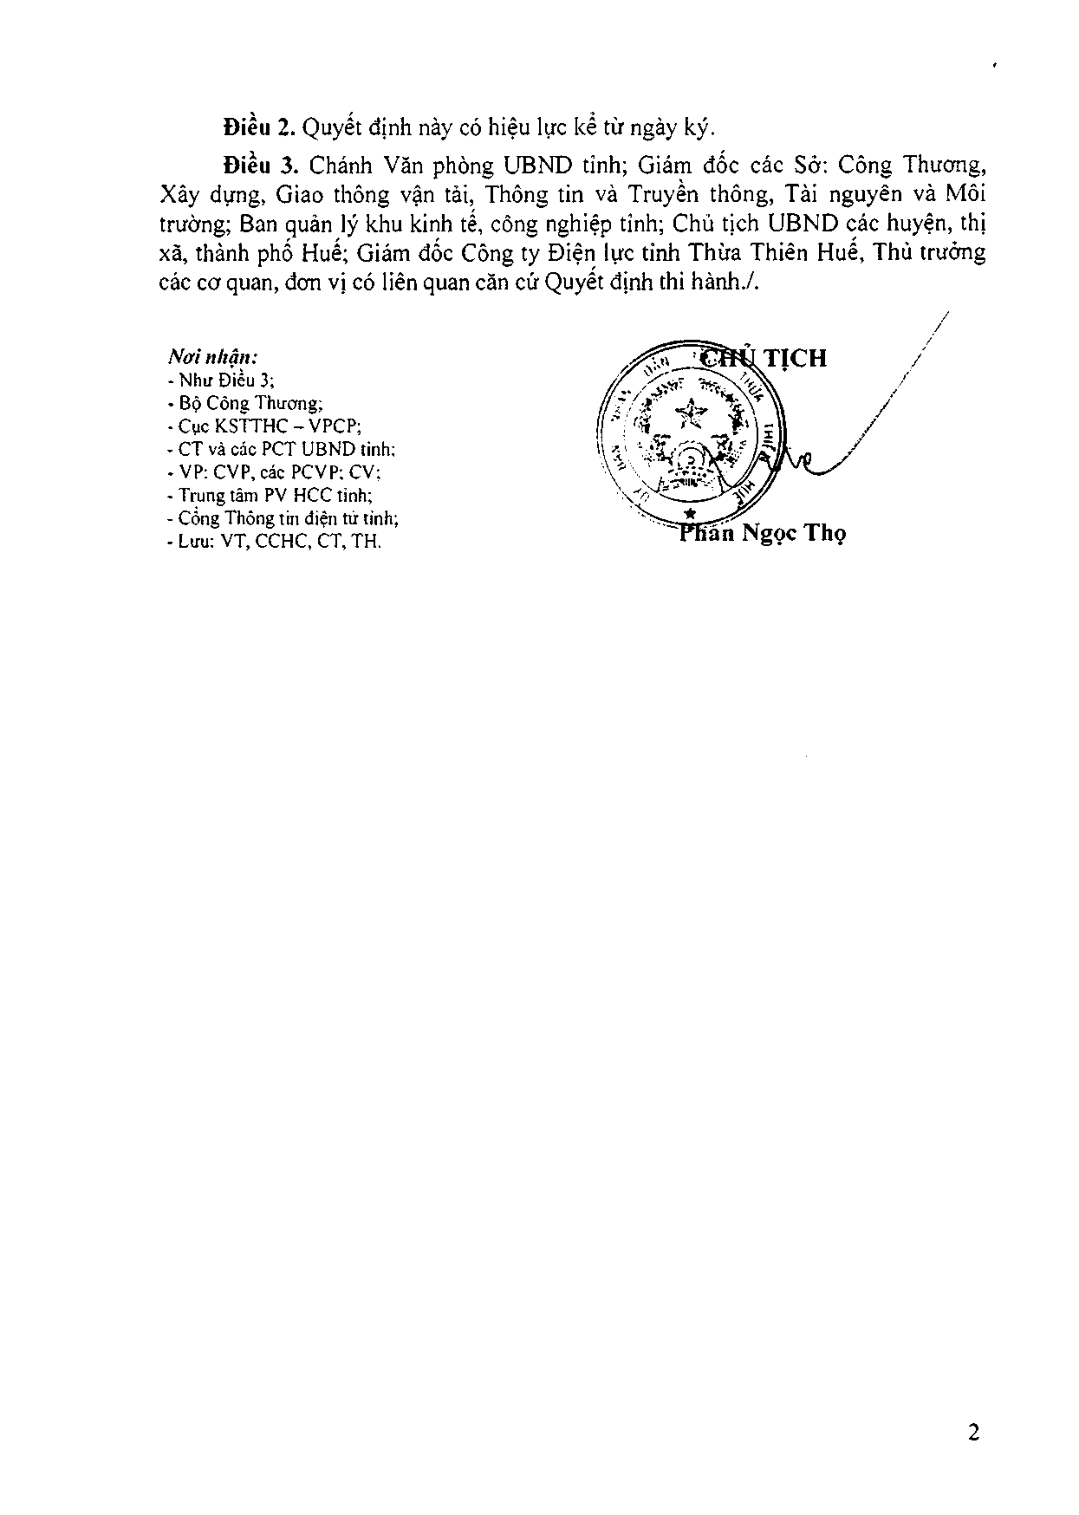 Điều 2. Quyết định này có hiệu lực kể từ ngày ký.
Điều 3. Chánh Văn phòng UBND tỉnh; Giám đốc các Sở: Công Thương,
Xây dựng, Giao thông vận tải, Thông tin và Truyền thông, Tài nguyên và Môi
trường; Ban quản lý khu kinh tế, công nghiệp tỉnh; Chủ tịch UBND các huyện, thị
xã, thành phố Huế; Giám đốc Công ty Điện lực tỉnh Thừa Thiên Huế, Thủ trưởng
các cơ quan, đơn vị có liên quan căn cứ Quyết định thi hành./.
Nơi nhận:
- Như Điều 3;
- Bộ Công Thương;
- Cục KSTTHC – VPCP;
- CT và các PCT UBND tỉnh;
- VP: CVP, các PCVP; CV;
- Trung tâm PV HCC tỉnh;
- Cổng Thông tin điện tử tỉnh;
- Lưu: VT, CCHC, CT, TH.
CHỦ TỊCH
DÂN
THỪA THIÊN HUẾ
Phan Ngọc Thọ
2